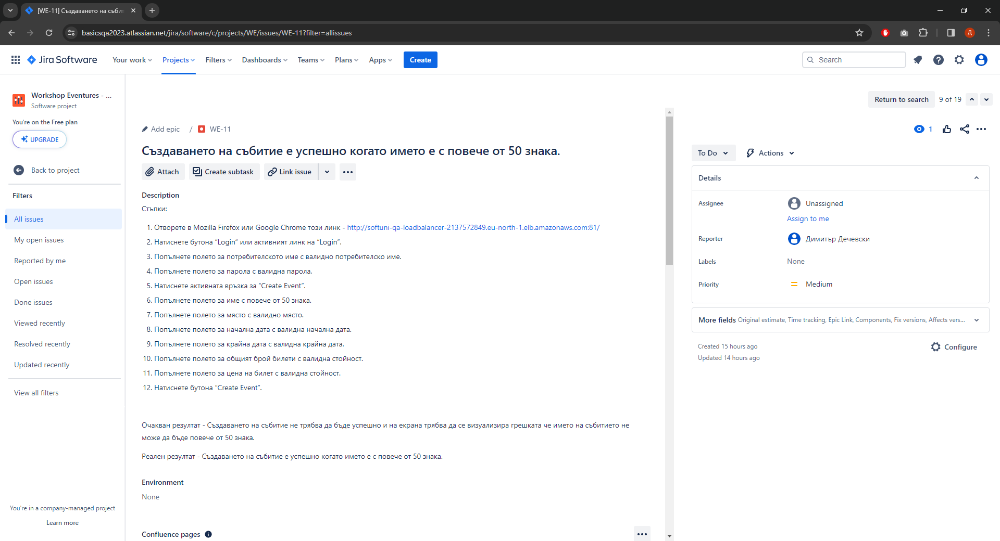 [WE-11] Създаването на съби
basicsqa2023.atlassian.net/jira/software/c/projects/WE/issues/WE-11?filter=allissues
Д
Jira Software
Your work
Projects
Filters
Dashboards
Teams
Plans
Apps
Create
Search
Workshop Eventures - ...
Software project
You're on the Free plan
UPGRADE
Back to project
Filters
All issues
My open issues
Reported by me
Open issues
Done issues
Viewed recently
Resolved recently
Updated recently
View all filters
You're in a company-managed project
Learn more
Return to search
9 of 19
Add epic / WE-11
1
Създаването на събитие е успешно когато името е с повече от 50 знака.
Attach
Create subtask
Link issue
Description
Стъпки:
1. Отворете в Mozilla Firefox или Google Chrome този линк - http://softuni-qa-loadbalancer-2137572849.eu-north-1.elb.amazonaws.com:81/
2. Натиснете бутона “Login” или активният линк на “Login”.
3. Попълнете полето за потребителското име с валидно потребителско име.
4. Попълнете полето за парола с валидна парола.
5. Натиснете активната връзка за “Create Event”.
6. Попълнете полето за име с повече от 50 знака.
7. Попълнете полето за място с валидно място.
8. Попълнете полето за начална дата с валидна начална дата.
9. Попълнете полето за крайна дата с валидна крайна дата.
10. Попълнете полето за общият брой билети с валидна стойност.
11. Попълнете полето за цена на билет с валидна стойност.
12. Натиснете бутона “Create Event”.
Очакван резултат - Създаването на събитие не трябва да бъде успешно и на екрана трябва да се визуализира грешката че името на събитието не
може да бъде повече от 50 знака.
Реален резултат - Създаването на събитие е успешно когато името е с повече от 50 знака.
Environment
None
Confluence pages
To Do
Actions
Details
Assignee
Unassigned
Assign to me
Reporter
Димитър Дечевски
Labels
None
Priority
Medium
More fields Original estimate, Time tracking, Epic Link, Components, Fix versions, Affects vers...
Created 15 hours ago
Configure
Updated 14 hours ago